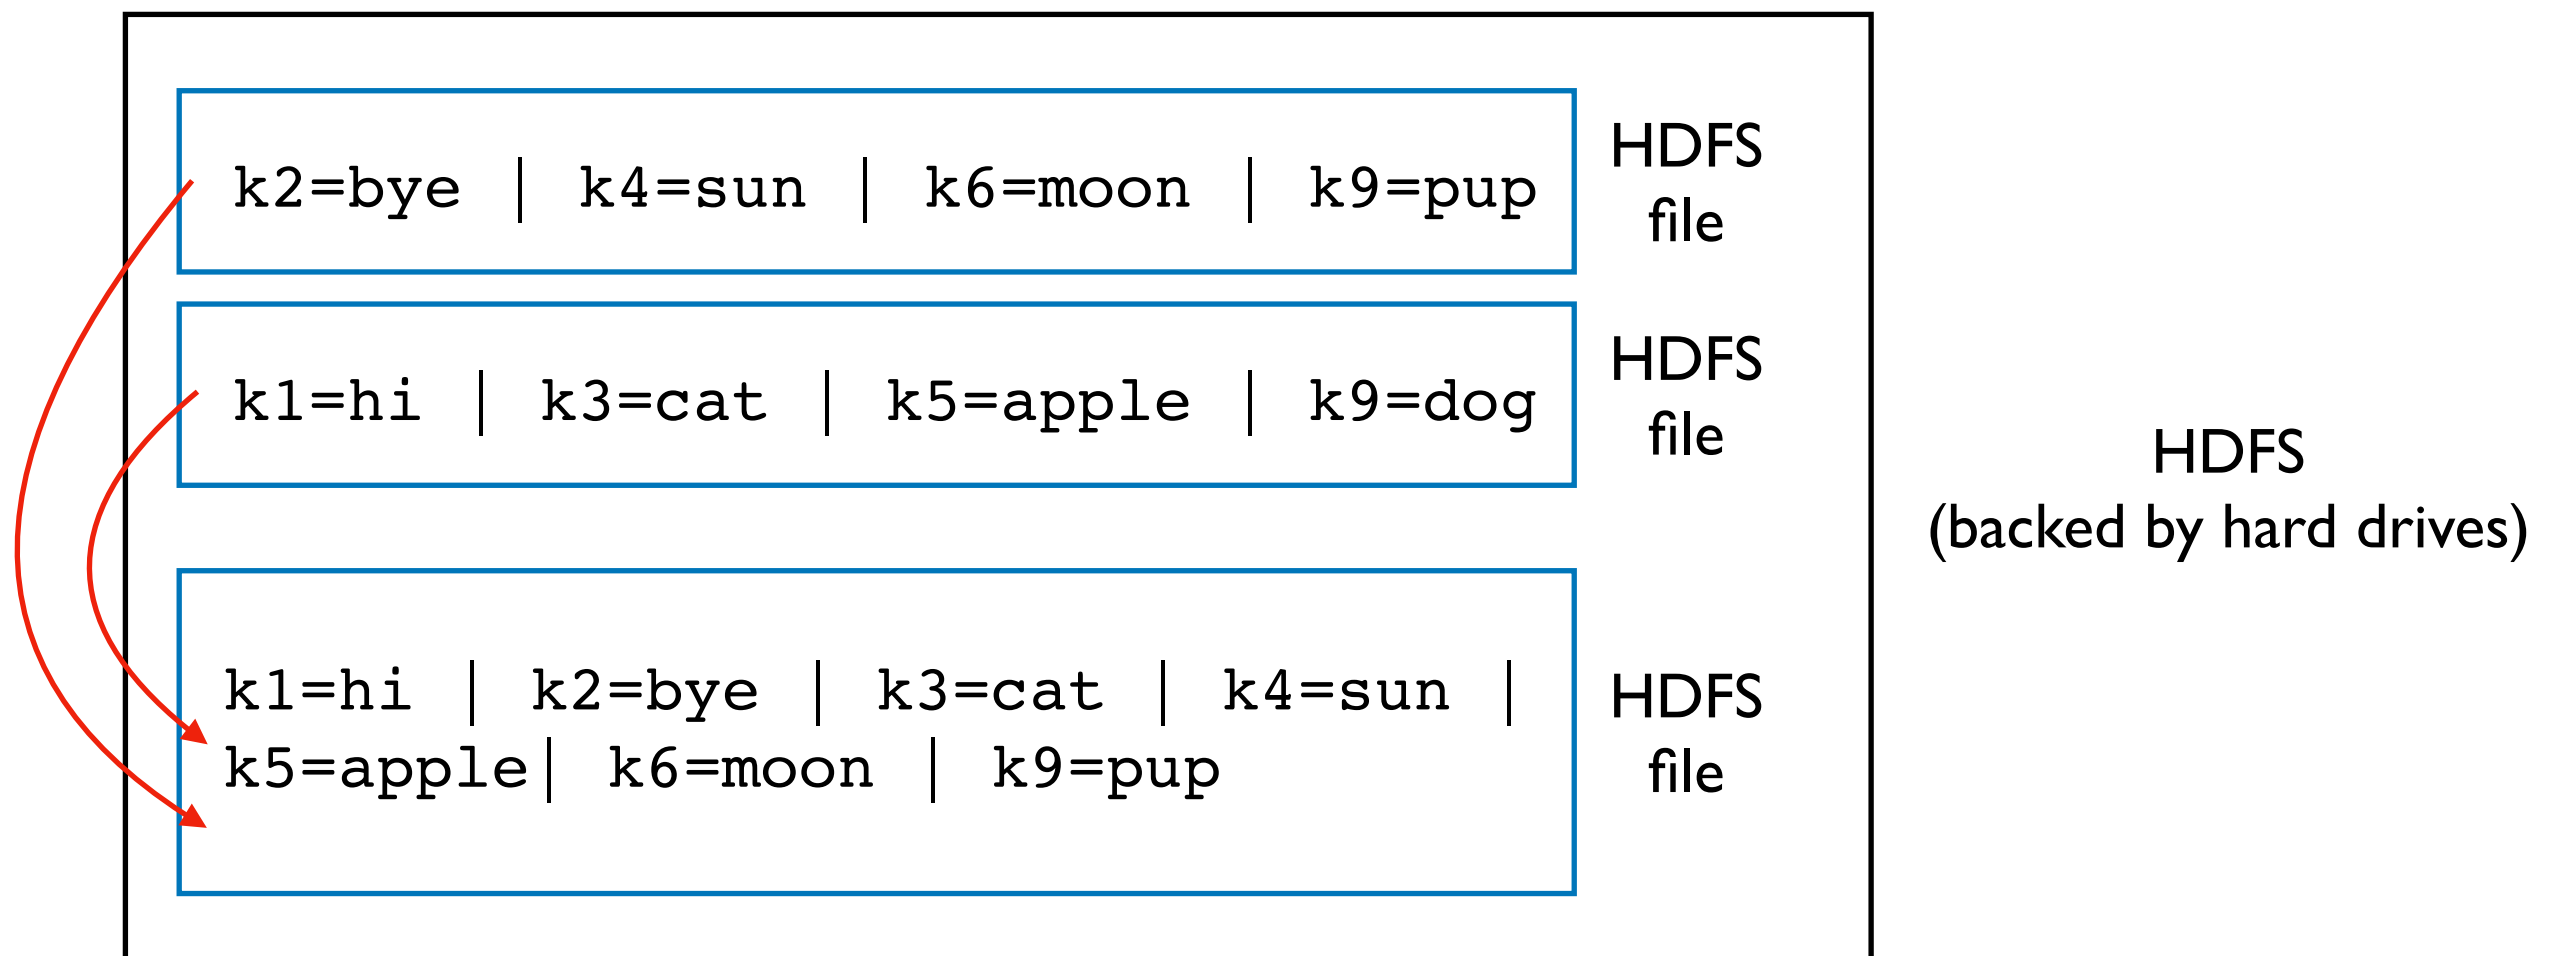 k2=bye | k4=sun | k6=moon | k9=pup
HDFS
file
k1=hi | k3=cat | k5=apple | k9=dog
HDFS
file
HDFS
(backed by hard drives)
k1=hi | k2=bye | k3=cat | k4=sun |
k5=apple| k6=moon | k9=pup
HDFS
file